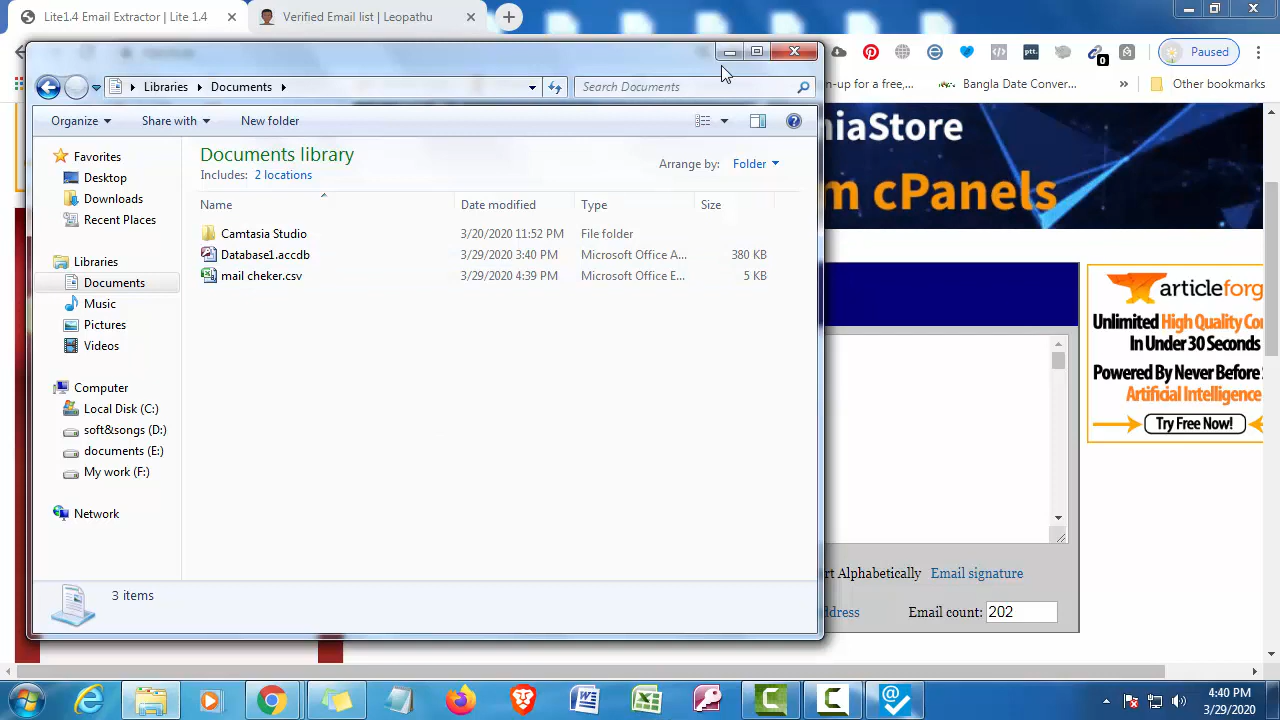 Lite1.4 Email Extractor | Lite 1.4
Verified Email list | Leopathu
Paused
0
Libraries
Documents
Search Documents
n-up for a free,...
Bangla Date Conver...
Other bookmarks
Organize
Share with
New folder
Documents library
Includes: 2 locations
Arrange by: Folder
Name
Date modified
Type
Size
Camtasia Studio
3/20/2020 11:52 PM
File folder
Database1.accdb
3/29/2020 3:40 PM
Microsoft Office A...
380 KB
mail cheker.csv
3/29/2020 4:39 PM
Microsoft Office E...
5 KB
Favorites
Desktop
Downloads
Recent Places
Libraries
Documents
Music
Pictures
Videos
Computer
Local Disk (C:)
soft&songs (D:)
documents (E:)
My work (F:)
Network
3 items
niaStore
m cPanels
articleforg
Unlimited High Quality Co
In Under 30 Seconds
Powered By Never Before
Artificial Intelligence
Try Free Now!
rt Alphabetically
Email signature
ddress
Email count: 202
4:40 PM
3/29/2020